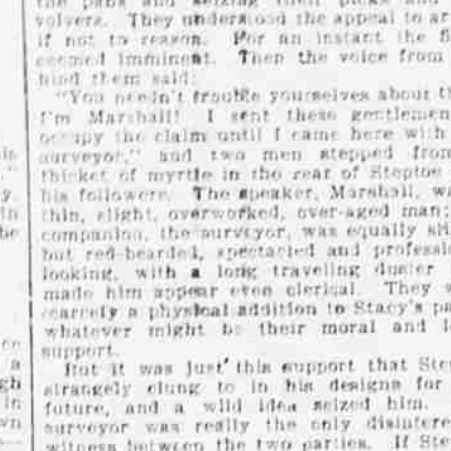 the pans and seizing their picks and
volvers. They understood the appeal to ar
if not to reason. For an instant the fi
seemed imminent. Then the voice from
hind them said:
"You needn't trouble yourselves about t
I'm Marshall! I sent these gentlemen
occupy the claim until I came here with
surveyor," and two men stepped from
thicket of myrtle in the rear of Steptoe
his followers. The speaker, Marshall, wa
thin, slight, overworked, over-aged man;
companion, the surveyor, was equally sli
but red-bearded, spectacled and professio
looking, with a long traveling duster
made him appear even clerical. They w
scarcely a physical addition to Stacy's pa
whatever might be their moral and l
support.
But it was just this support that Ste
strangely clung to in his designs for
future, and a wild idea seized him.
surveyor was really the only disinter
witness between the two parties. If Ste